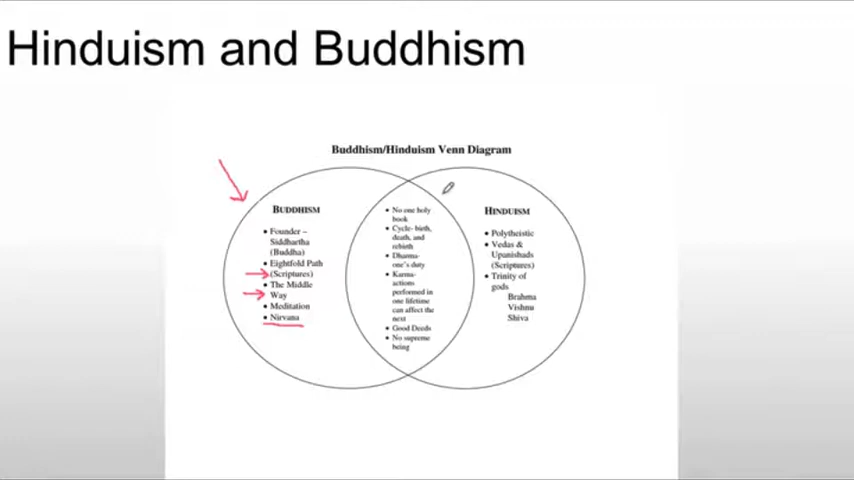 Hinduism and Buddhism
Buddhism/Hinduism Venn Diagram
BUDDHISM
• Founder –
Siddhartha
(Buddha)
• Eightfold Path
(Scriptures)
• The Middle
Way
• Meditation
• Nirvana
• No one holy
book
• Cycle- birth,
death, and
rebirth
• Dharma-
one's duty
• Karma-
actions
performed in
one lifetime
can affect the
next
• Good Deeds
• No supreme
being
HINDUISM
• Polytheistic
• Vedas &
Upanishads
(Scriptures)
• Trinity of
gods
Brahma
Vishnu
Shiva